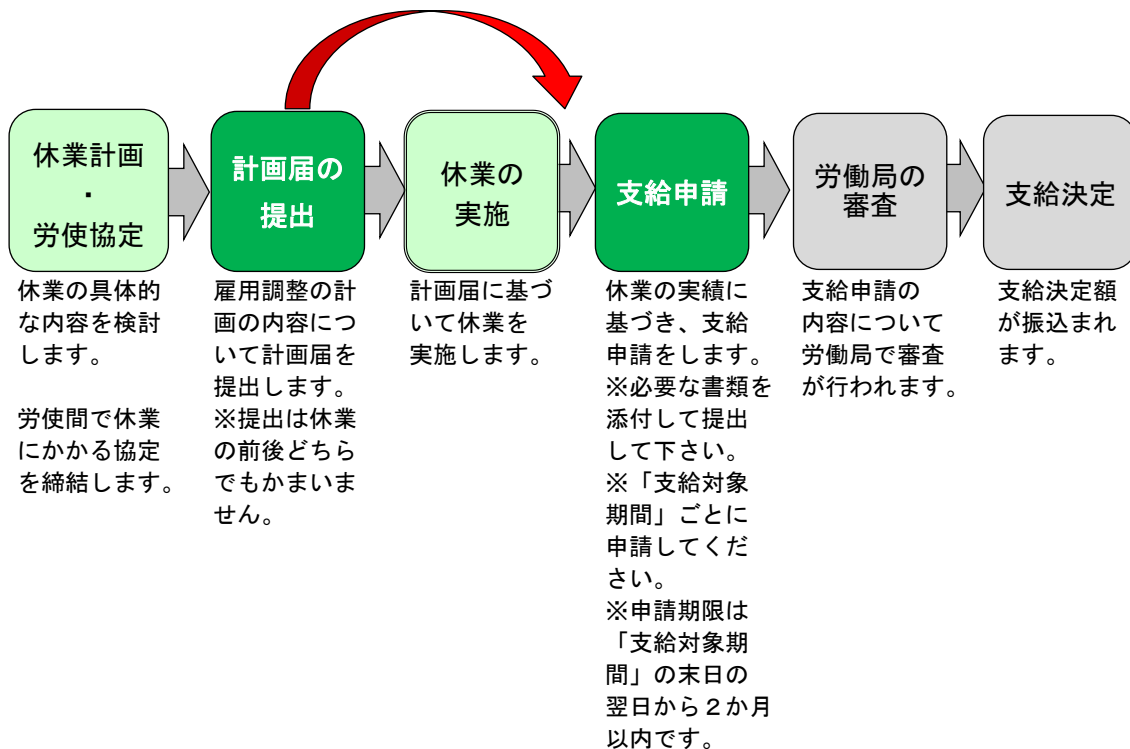 休業計画
・
労使協定
計画届の
提出
休業の
実施
支給申請
労働局の
審査
支給決定
休業の具体的
な内容を検討
します。
労使間で休業
にかかる協定
を締結します。
雇用調整の計
画の内容につ
いて計画届を
提出します。
※提出は休業
の前後どちら
でもかまいま
せん。
計画届に基づ
いて休業を
実施します。
休業の実績に
基づき、支給
申請をします。
※必要な書類を
添付して提出
して下さい。
※「支給対象
期間」ごとに
申請してくだ
さい。
※申請期限は
「支給対象期
間」の末日の
翌日から２か月
以内です。
支給申請の
内容について
労働局で審査
が行われます。
支給決定額
が振込まれ
ます。